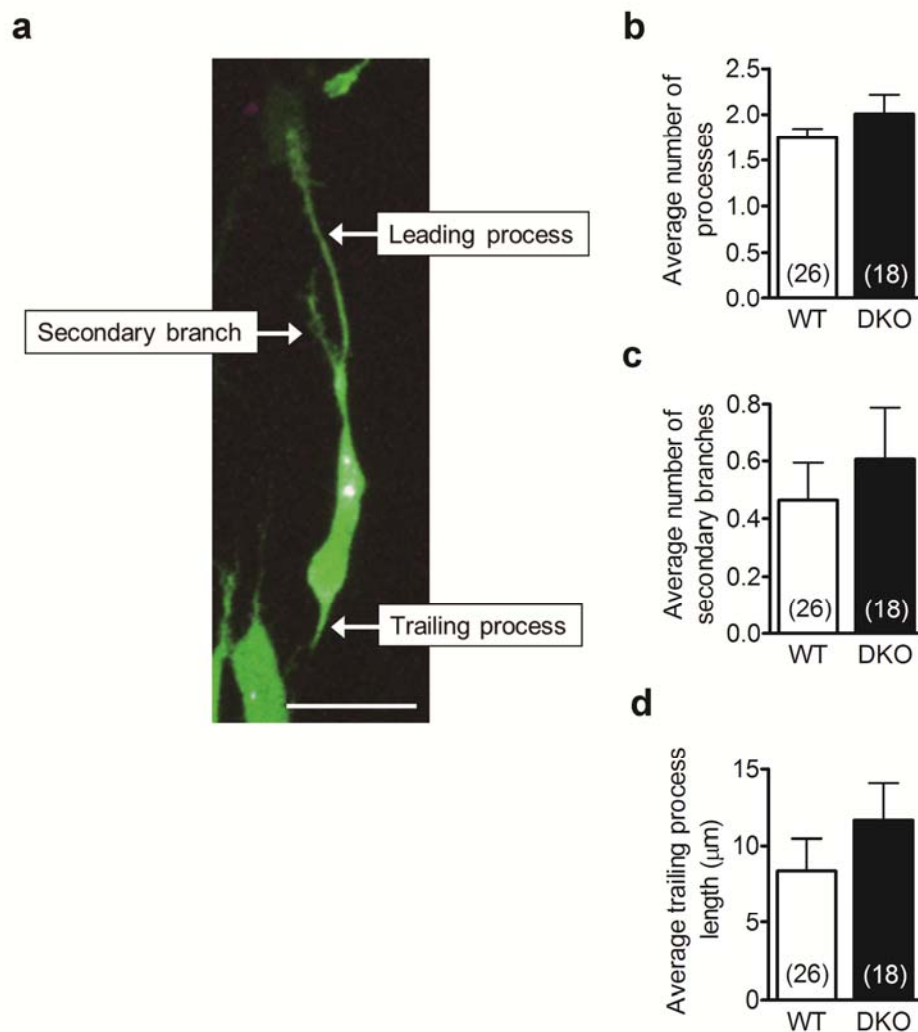 a
Leading process
Secondary branch
Trailing process
b
Average number of
processes
2.5
2.0
1.5
1.0
0.5
0.0
(26)
(18)
WT
DKO
c
Average number of
secondary branches
0.8
0.6
0.4
0.2
0.0
(26)
(18)
WT
DKO
d
Average trailing process
length (μm)
15
10
5
0
(26)
(18)
WT
DKO